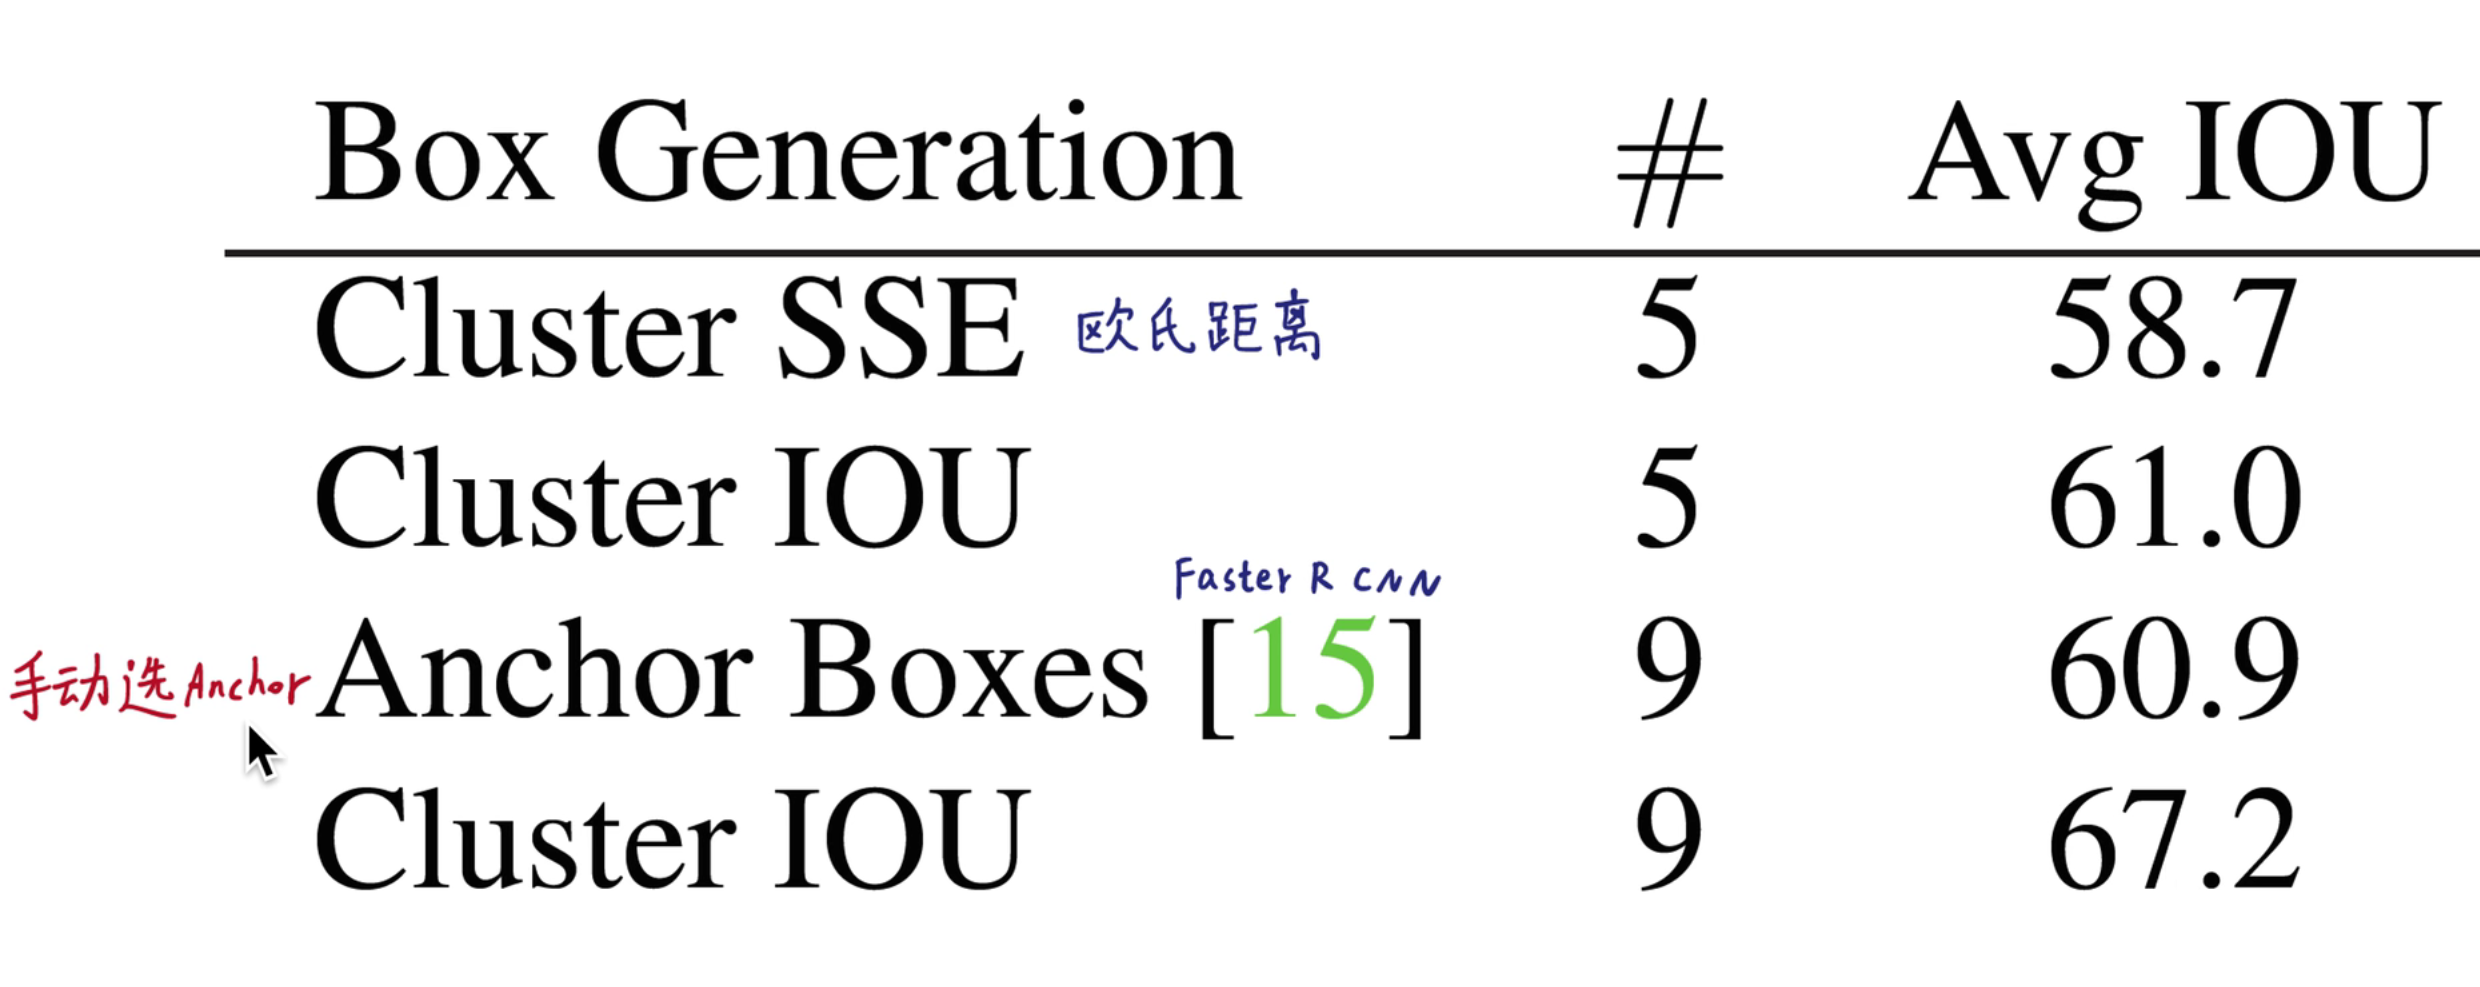 Box Generation # Avg IOU
Cluster SSE 欧氏距离 5 58.7
Cluster IOU 5 61.0
Faster R CNN
手动选Anchor Anchor Boxes [15] 9 60.9
Cluster IOU 9 67.2